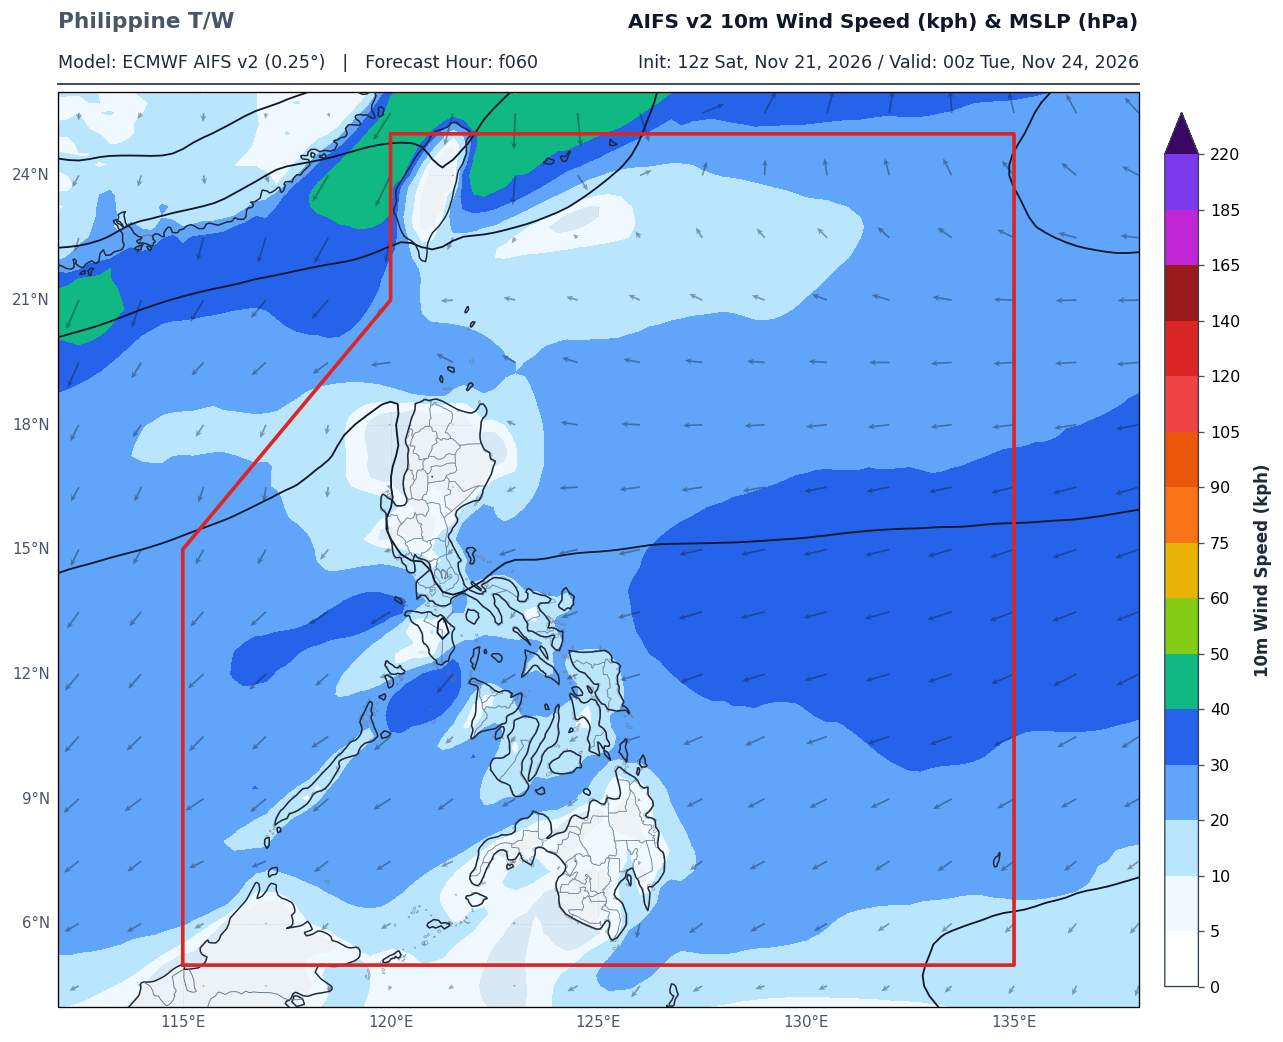 Philippine T/W
AIFS v2 10m Wind Speed (kph) & MSLP (hPa)
Model: ECMWF AIFS v2 (0.25°) | Forecast Hour: f060
Init: 12z Sat, Nov 21, 2026 / Valid: 00z Tue, Nov 24, 2026
24°N
21°N
18°N
15°N
12°N
9°N
6°N
115°E
120°E
125°E
130°E
135°E
220
185
165
140
120
105
90
75
60
50
40
30
20
10
5
0
10m Wind Speed (kph)